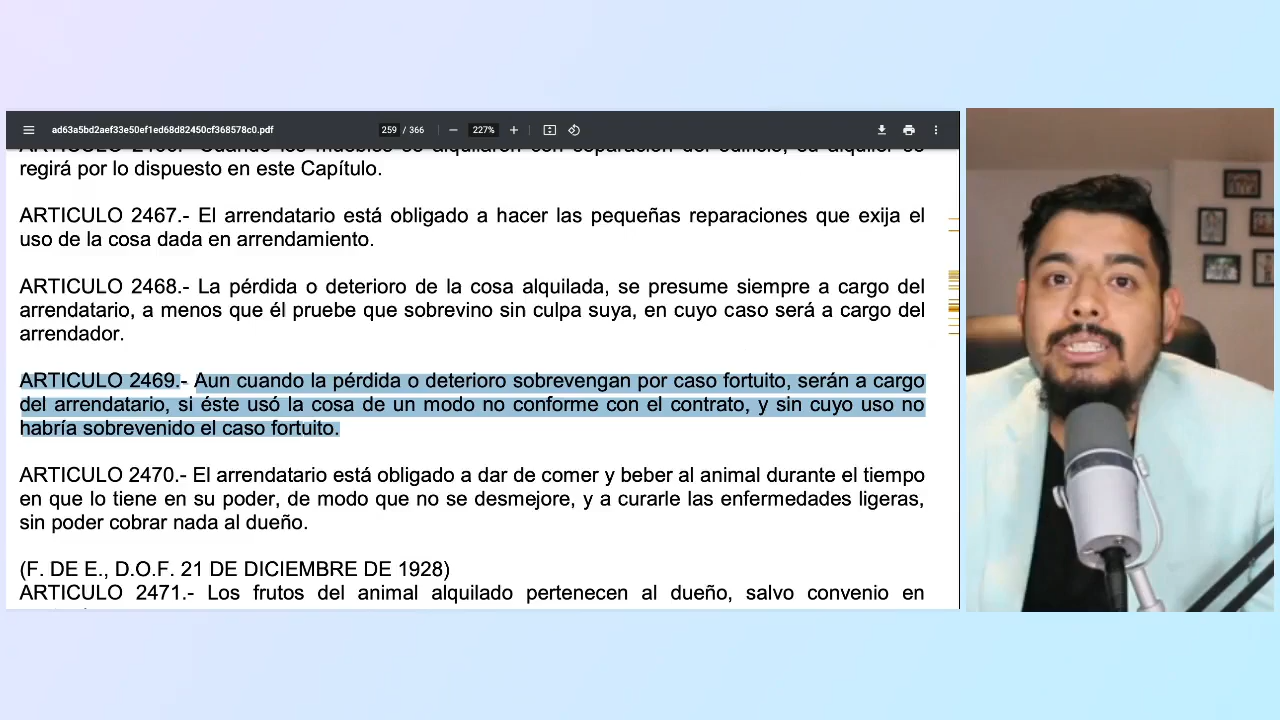 ad63a5bd2aef33e50ef1ed68d82450cf368578c0.pdf
259 / 366
227%
regirá por lo dispuesto en este Capítulo.
ARTICULO 2467.- El arrendatario está obligado a hacer las pequeñas reparaciones que exija el
uso de la cosa dada en arrendamiento.
ARTICULO 2468.- La pérdida o deterioro de la cosa alquilada, se presume siempre a cargo del
arrendatario, a menos que él pruebe que sobrevino sin culpa suya, en cuyo caso será a cargo del
arrendador.
ARTICULO 2469.- Aun cuando la pérdida o deterioro sobrevengan por caso fortuito, serán a cargo
del arrendatario, si éste usó la cosa de un modo no conforme con el contrato, y sin cuyo uso no
habría sobrevenido el caso fortuito.
ARTICULO 2470.- El arrendatario está obligado a dar de comer y beber al animal durante el tiempo
en que lo tiene en su poder, de modo que no se desmejore, y a curarle las enfermedades ligeras,
sin poder cobrar nada al dueño.
(F. DE E., D.O.F. 21 DE DICIEMBRE DE 1928)
ARTICULO 2471.- Los frutos del animal alquilado pertenecen al dueño, salvo convenio en